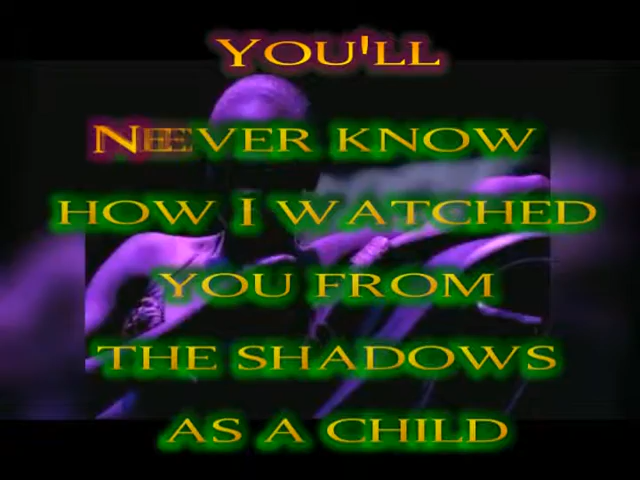 YOU'LL
NEVER KNOW
HOW I WATCHED
YOU FROM
THE SHADOWS
AS A CHILD